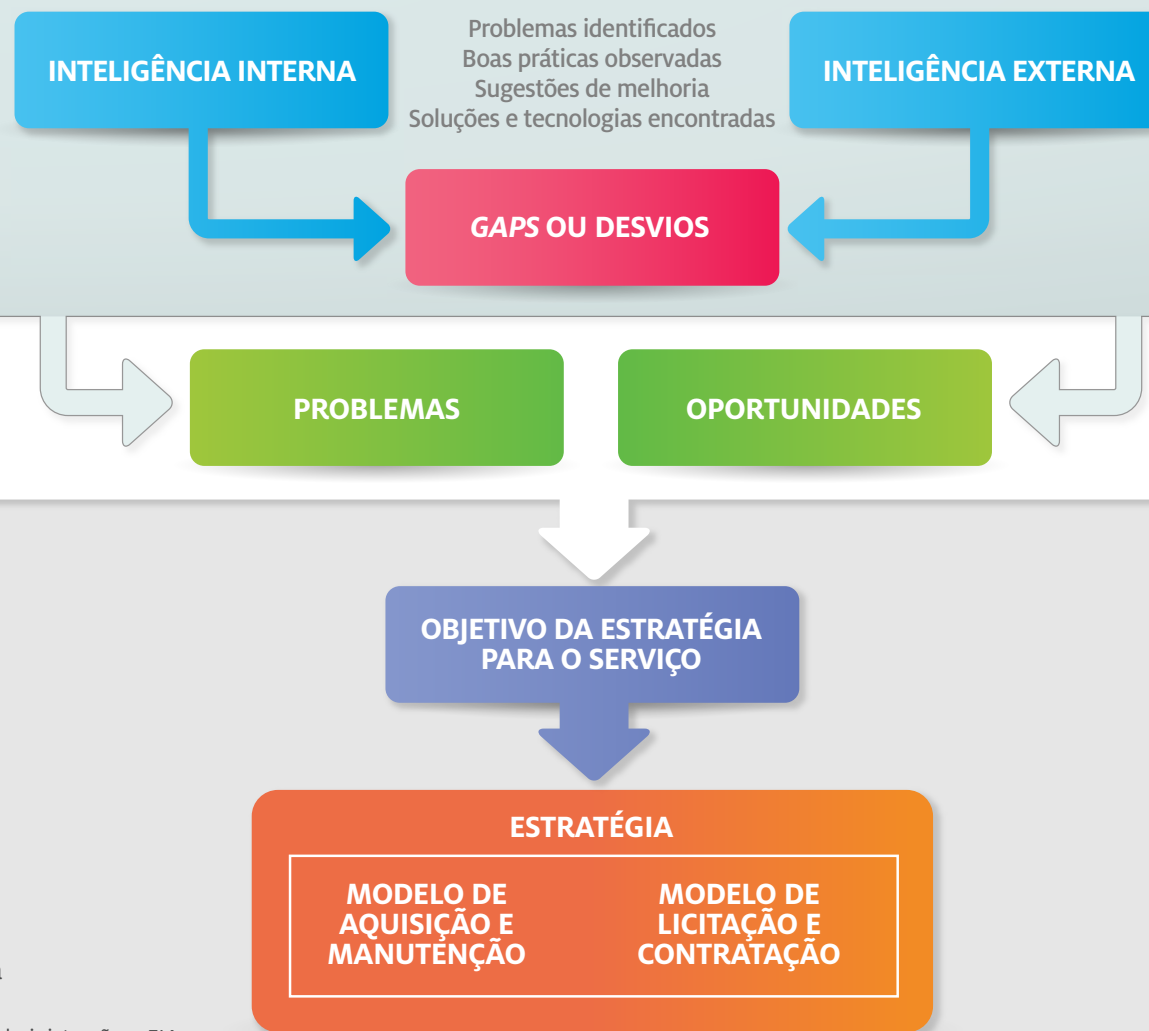 INTELIGÊNCIA INTERNA
Problemas identificados
Boas práticas observadas
Sugestões de melhoria
Soluções e tecnologias encontradas
INTELIGÊNCIA EXTERNA
GAPS OU DESVIOS
PROBLEMAS
OPORTUNIDADES
OBJETIVO DA ESTRATÉGIA
PARA O SERVIÇO
ESTRATÉGIA
MODELO DE
AQUISIÇÃO E
MANUTENÇÃO
MODELO DE
LICITAÇÃO E
CONTRATAÇÃO